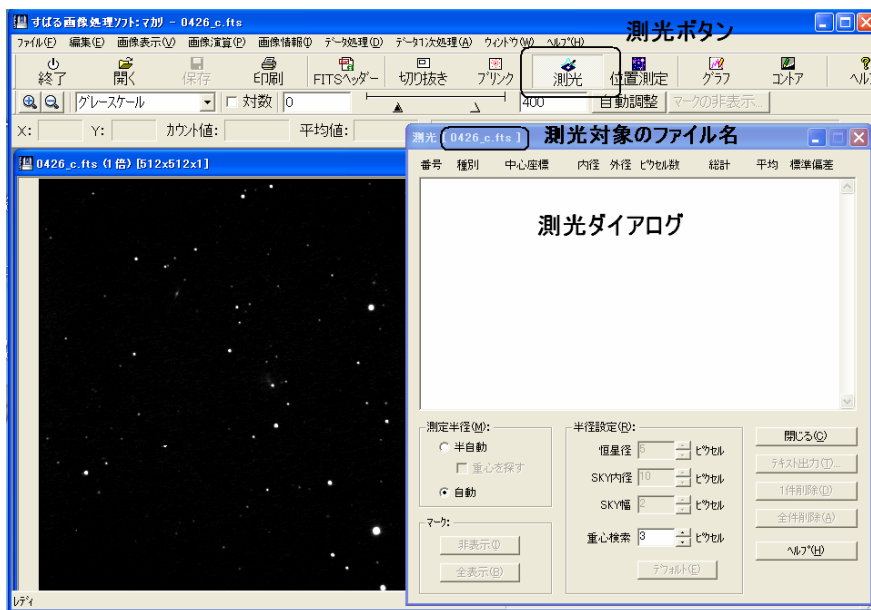 すばる画像処理ソフト:マカリ - 0426_c.fts
ファイル(F) 編集(E) 画像表示(V) 画像演算(P) 画像情報(I) データ処理(D) データ1次処理(A) ウィンドウ(W) ヘルプ(H)
測光ボタン
終了 開く 保存 印刷 FITSヘッダー 切り抜き ブリンク 測光 位置測定 グラフ コントア ヘル
グレースケール 対数 0 400 自動調整 マークの非表示...
X: Y: カウント値: 平均値:
測光 [ 0426_c.fts ] 測光対象のファイル名
0426_c.fts (1倍) [512x512x1]
番号 種別 中心座標 内径 外径 ピクセル数 総計 平均 標準偏差
測光ダイアログ
測定半径(M):
半自動
重心を探す
自動
マーク:
非表示(I)
全表示(B)
半径設定(R):
恒星径 5 ピクセル
SKY内径 10 ピクセル
SKY幅 2 ピクセル
重心検索 3 ピクセル
デフォルト(E)
閉じる(C)
テキスト出力(T)...
1件削除(D)
全件削除(A)
ヘルプ(H)
レディ